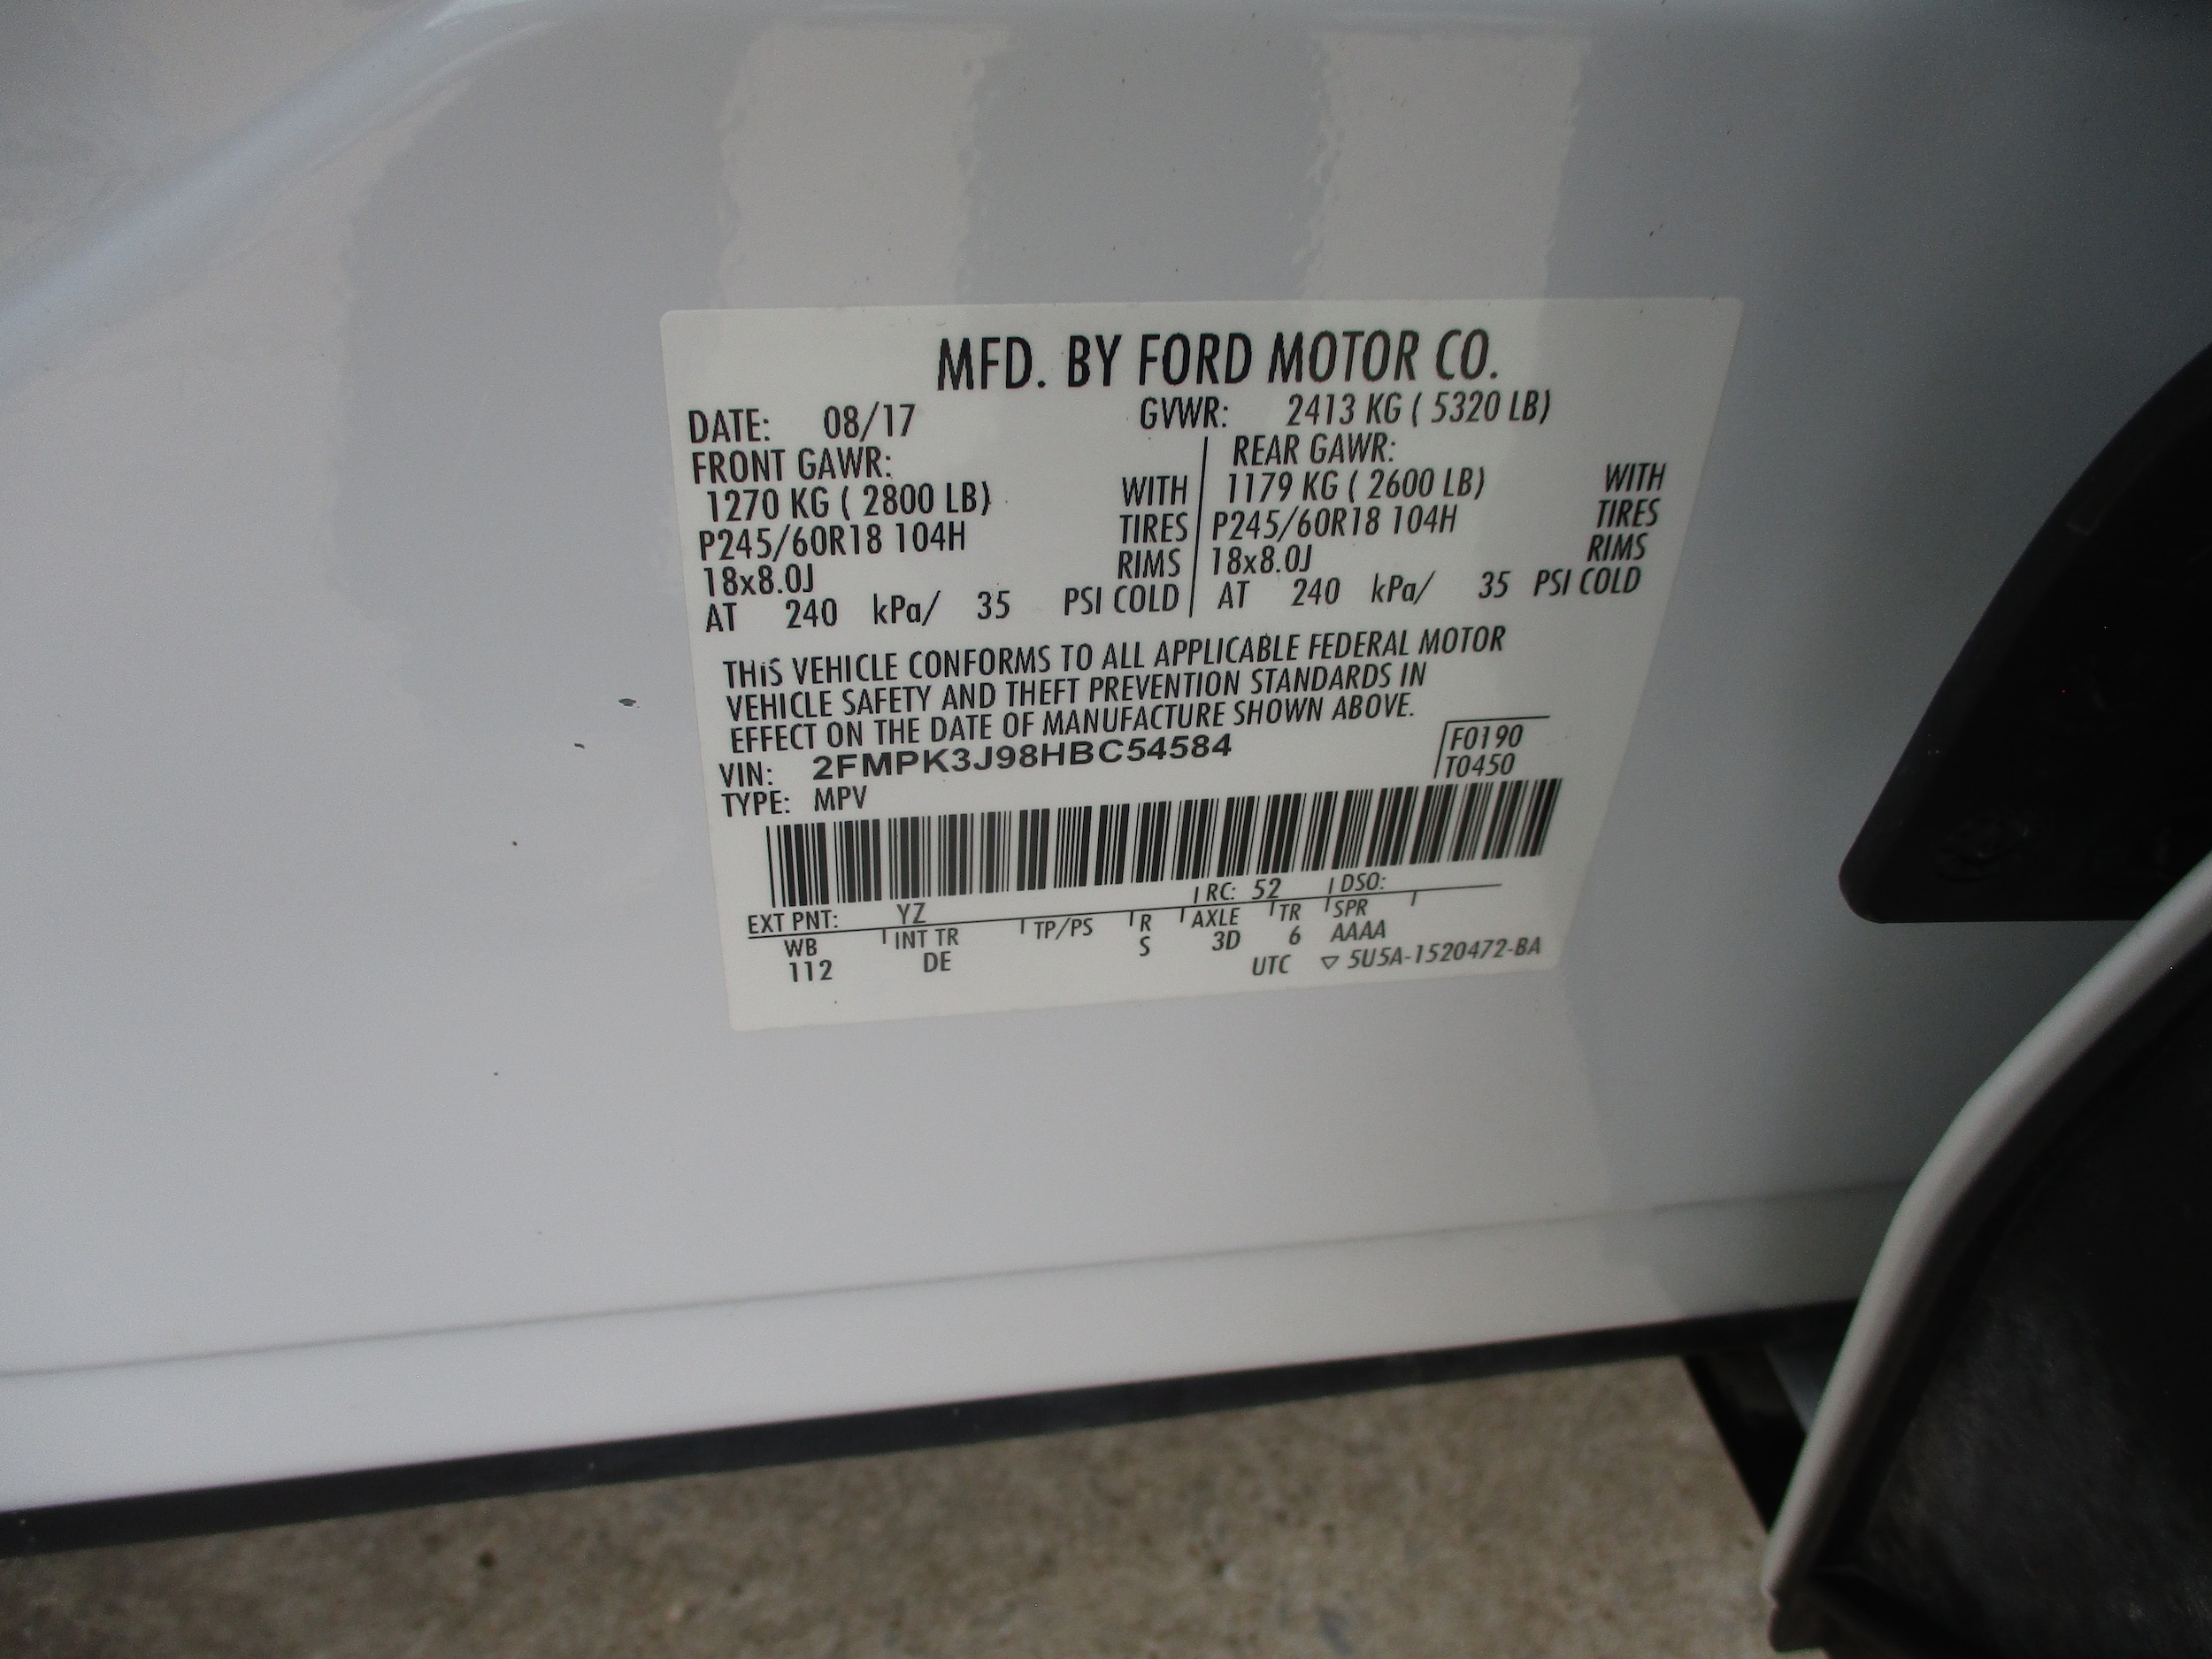 MFD. BY FORD MOTOR CO.
DATE: 08/17 GVWR: 2413 KG ( 5320 LB)
FRONT GAWR: REAR GAWR:
1270 KG ( 2800 LB) WITH 1179 KG ( 2600 LB) WITH
P245/60R18 104H TIRES P245/60R18 104H TIRES
18x8.0J RIMS 18x8.0J RIMS
AT 240 kPa/ 35 PSI COLD AT 240 kPa/ 35 PSI COLD
THiS VEHICLE CONFORMS TO ALL APPLICABLE FEDERAL MOTOR
VEHICLE SAFETY AND THEFT PREVENTION STANDARDS IN
EFFECT ON THE DATE OF MANUFACTURE SHOWN ABOVE.
VIN: 2FMPK3J98HBC54584 F0190
TYPE: MPV T0450
EXT PNT: YZ RC: 52 DSO:
WB INT TR TP/PS R AXLE TR SPR
112 DE S 3D 6 AAAA
UTC ▽ 5U5A-1520472-BA